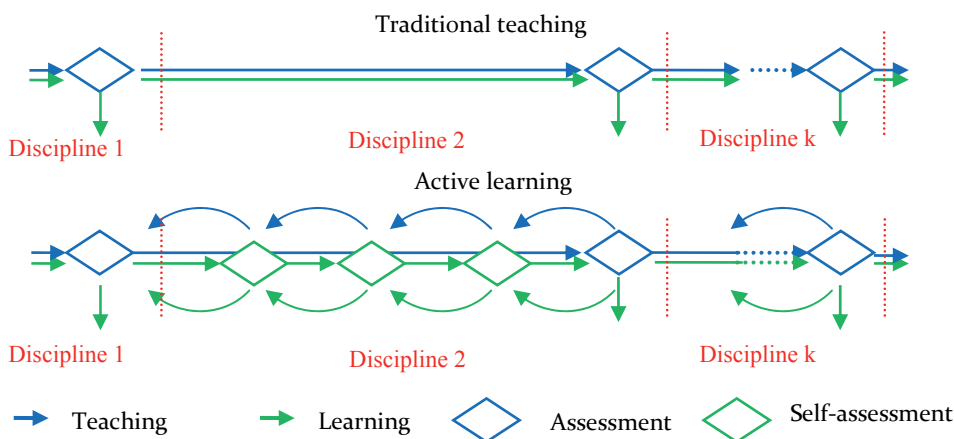 Traditional teaching
Discipline 1
Discipline 2
Discipline k
Active learning
Discipline 1
Discipline 2
Discipline k
Teaching
Learning
Assessment
Self-assessment